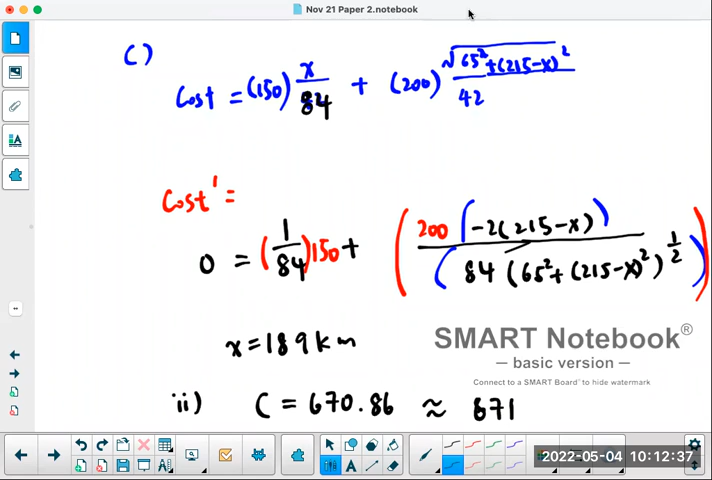 Nov 21 Paper 2.notebook
c)
Cost = (150) x/84 + (200) √65²+(215-x)²/42
Cost' =
0 = (1/84)150 + (200(-2(215-x))/(84(65²+(215-x)²)^1/2))
x = 189 km
SMART Notebook®
— basic version —
Connect to a SMART Board® to hide watermark
ii) C = 670.86 ≈ 871
2022-05-04 10:12:37